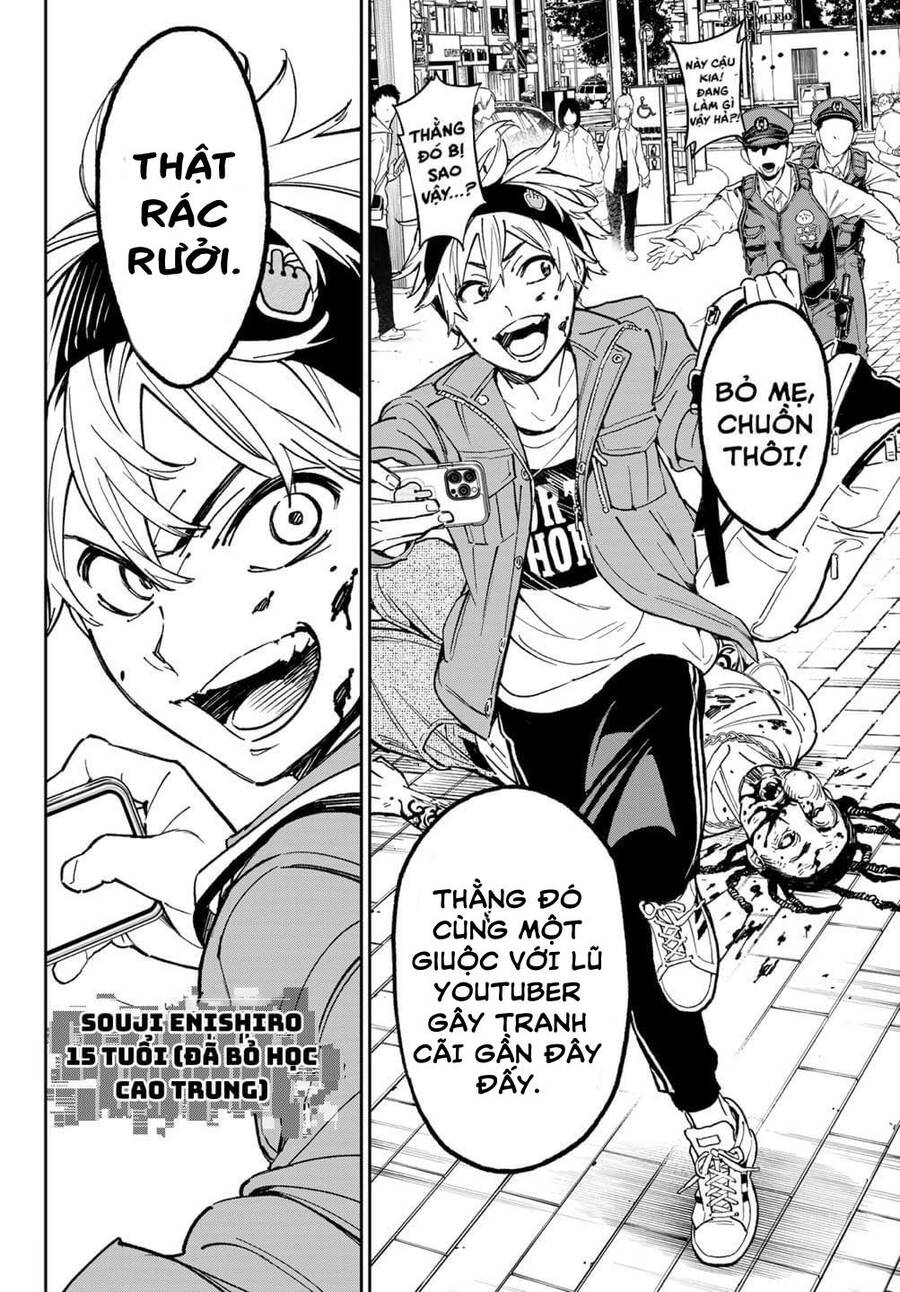 NÀY CẬU
KIA!
ĐANG
LÀM GÌ
VẬY HẢ?!
THẰNG
ĐÓ BỊ
SAO
VẬY...?
BỎ MẸ,
CHUỒN
THÔI!
THẰNG ĐÓ
CÙNG MỘT
GIUỘC VỚI LŨ
YOUTUBER
GÂY TRANH
CÃI GẦN ĐÂY
ĐẤY.
THẬT
RÁC
RƯỞI.
SOUJI ENISHIRO
15 TUỔI (ĐÃ BỎ HỌC
CAO TRUNG)